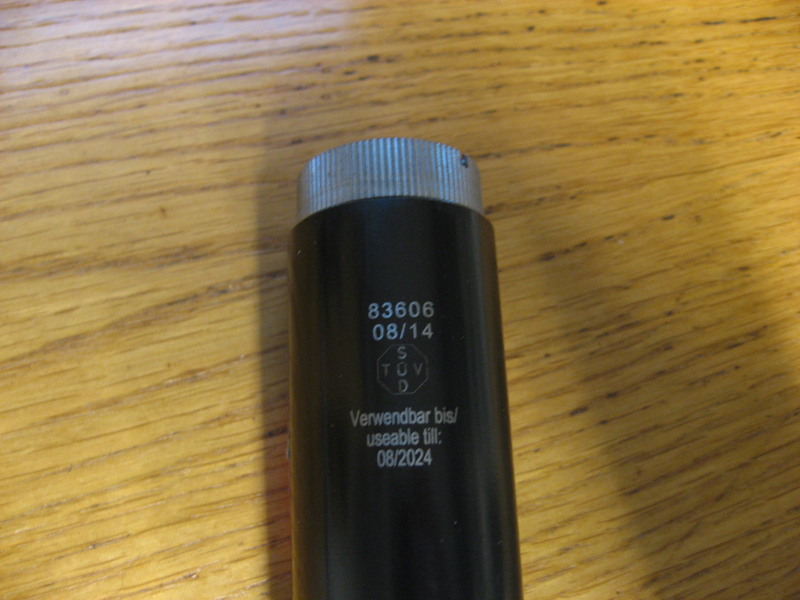 83606
08/14
S
TÜV
D
Verwendbar bis/
useable till:
08/2024